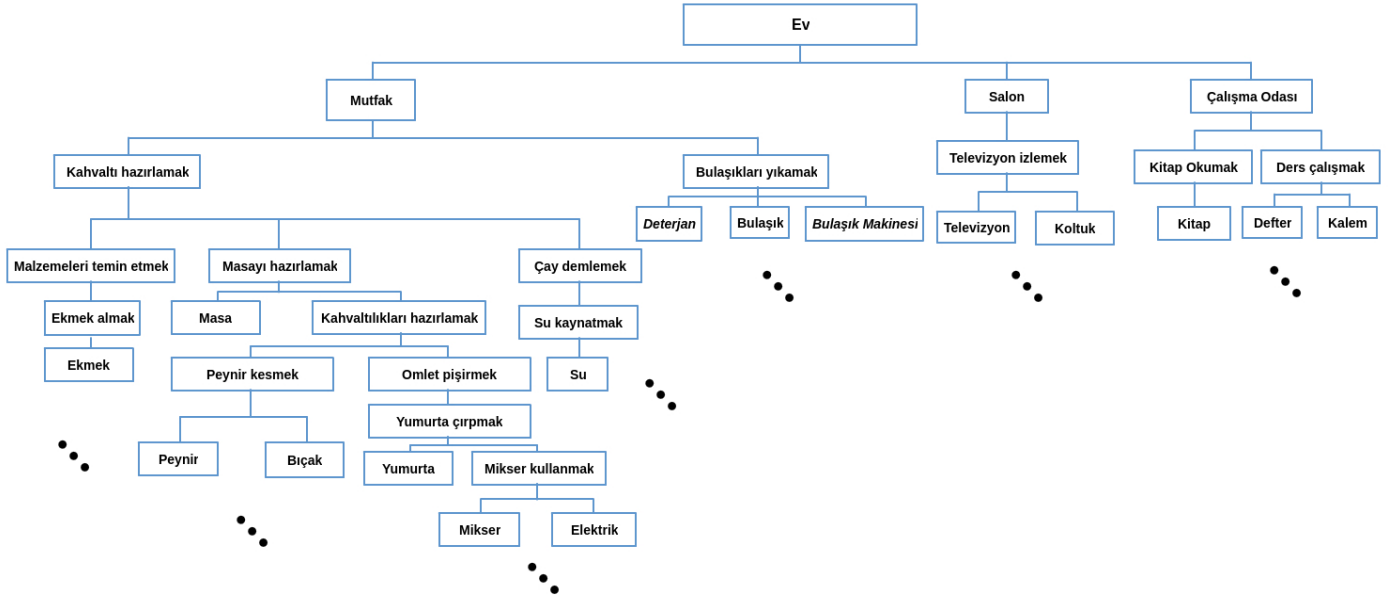 Ev
Mutfak
Salon
Çalışma Odası
Kahvaltı hazırlamak
Bulaşıkları yıkamak
Televizyon izlemek
Kitap Okumak
Ders çalışmak
Deterjan
Bulaşık
Bulaşık Makinesi
Televizyon
Koltuk
Kitap
Defter
Kalem
Malzemeleri temin etmek
Masayı hazırlamak
Çay demlemek
Ekmek almak
Masa
Kahvaltılıkları hazırlamak
Su kaynatmak
Ekmek
Peynir kesmek
Omlet pişirmek
Su
Yumurta çırpmak
Peynir
Bıçak
Yumurta
Mikser kullanmak
Mikser
Elektrik